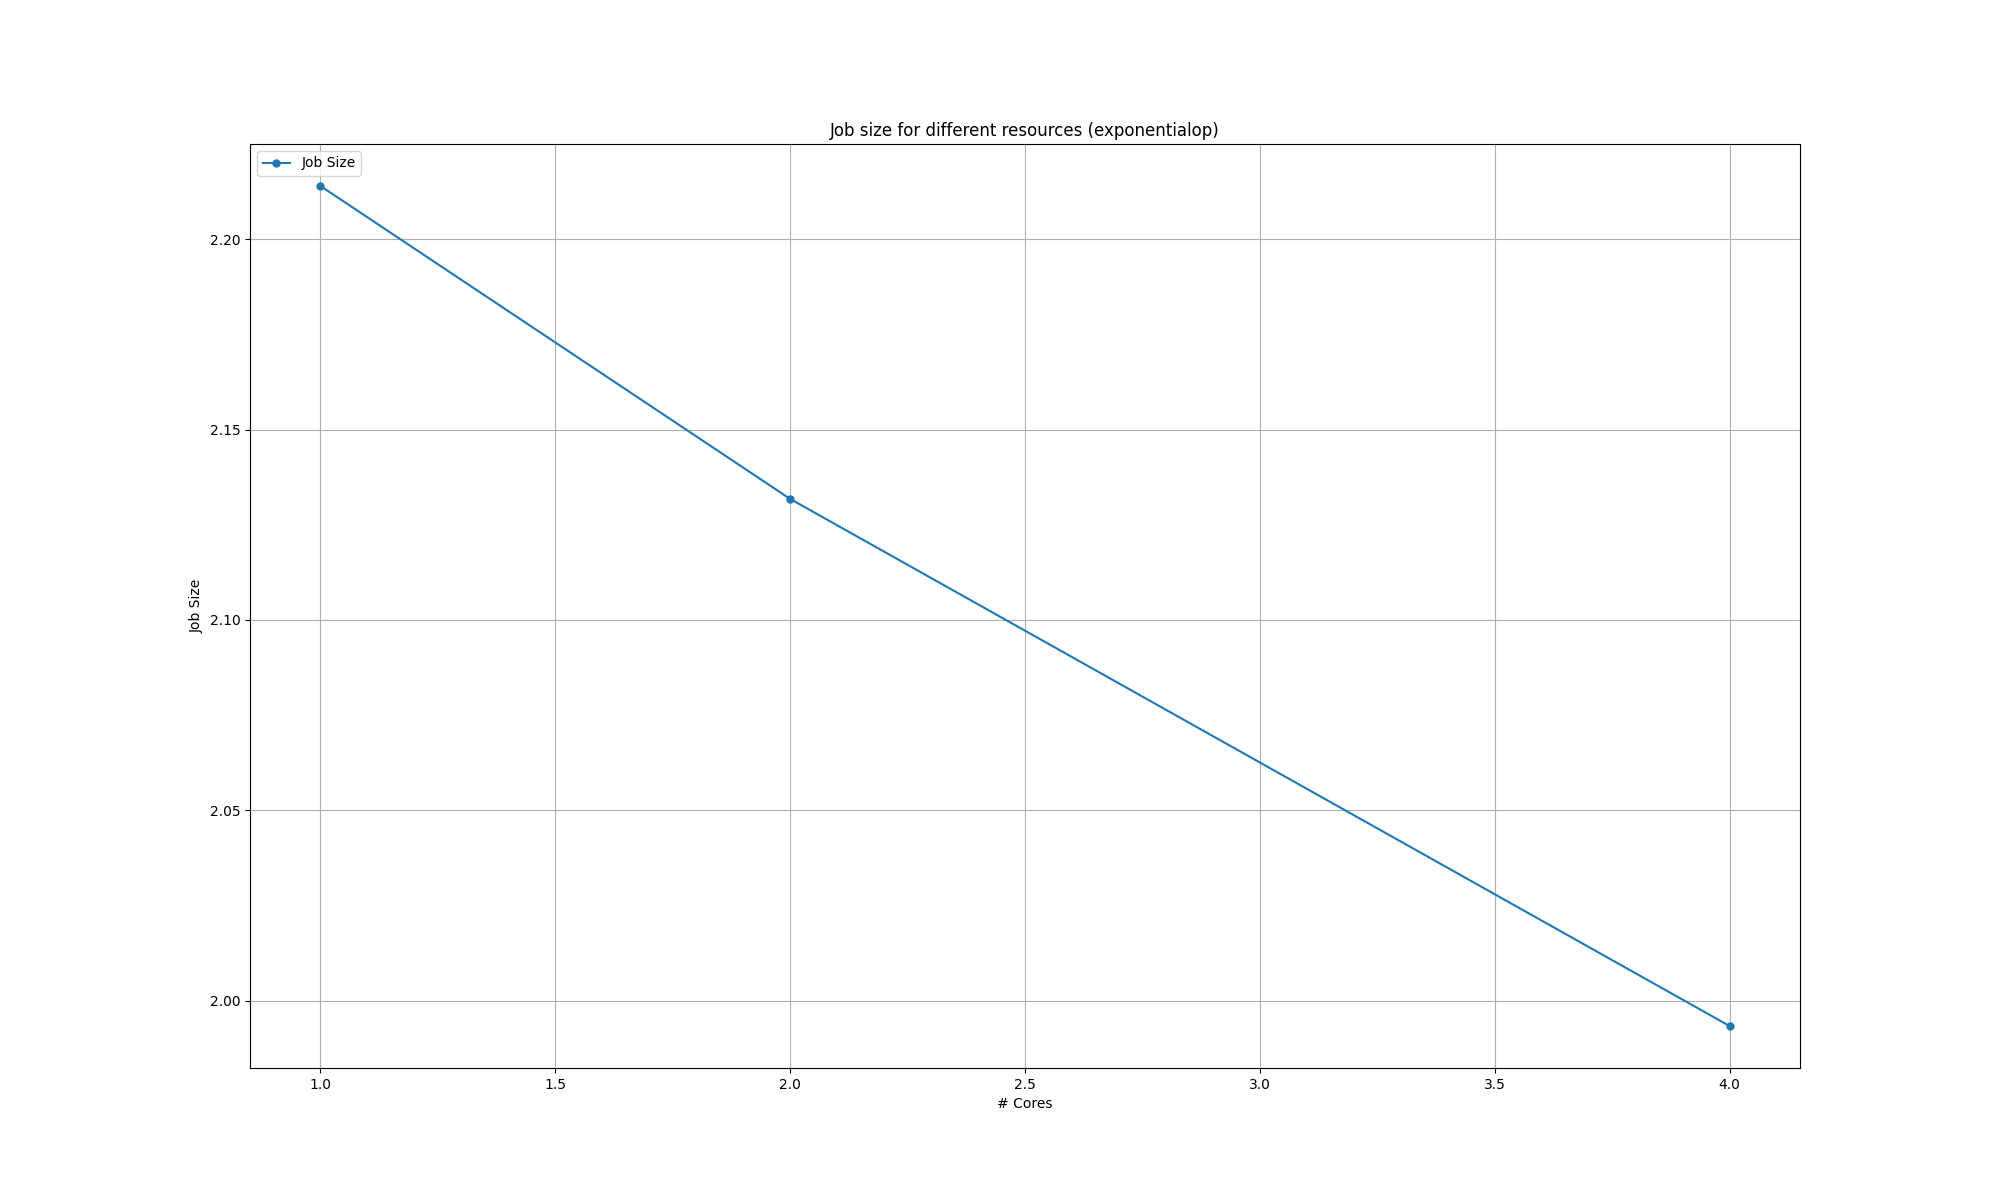 Job size for different resources (exponentialop)
Job Size
2.20
2.15
2.10
2.05
2.00
Job Size
1.0 1.5 2.0 2.5 3.0 3.5 4.0
# Cores